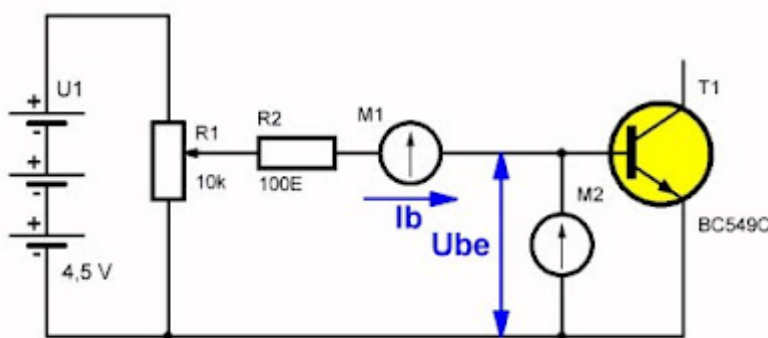 +
U1
-
+
-
+
-
4,5 V
R1
10k
R2
100E
M1
Ib
Ube
M2
T1
BC549C